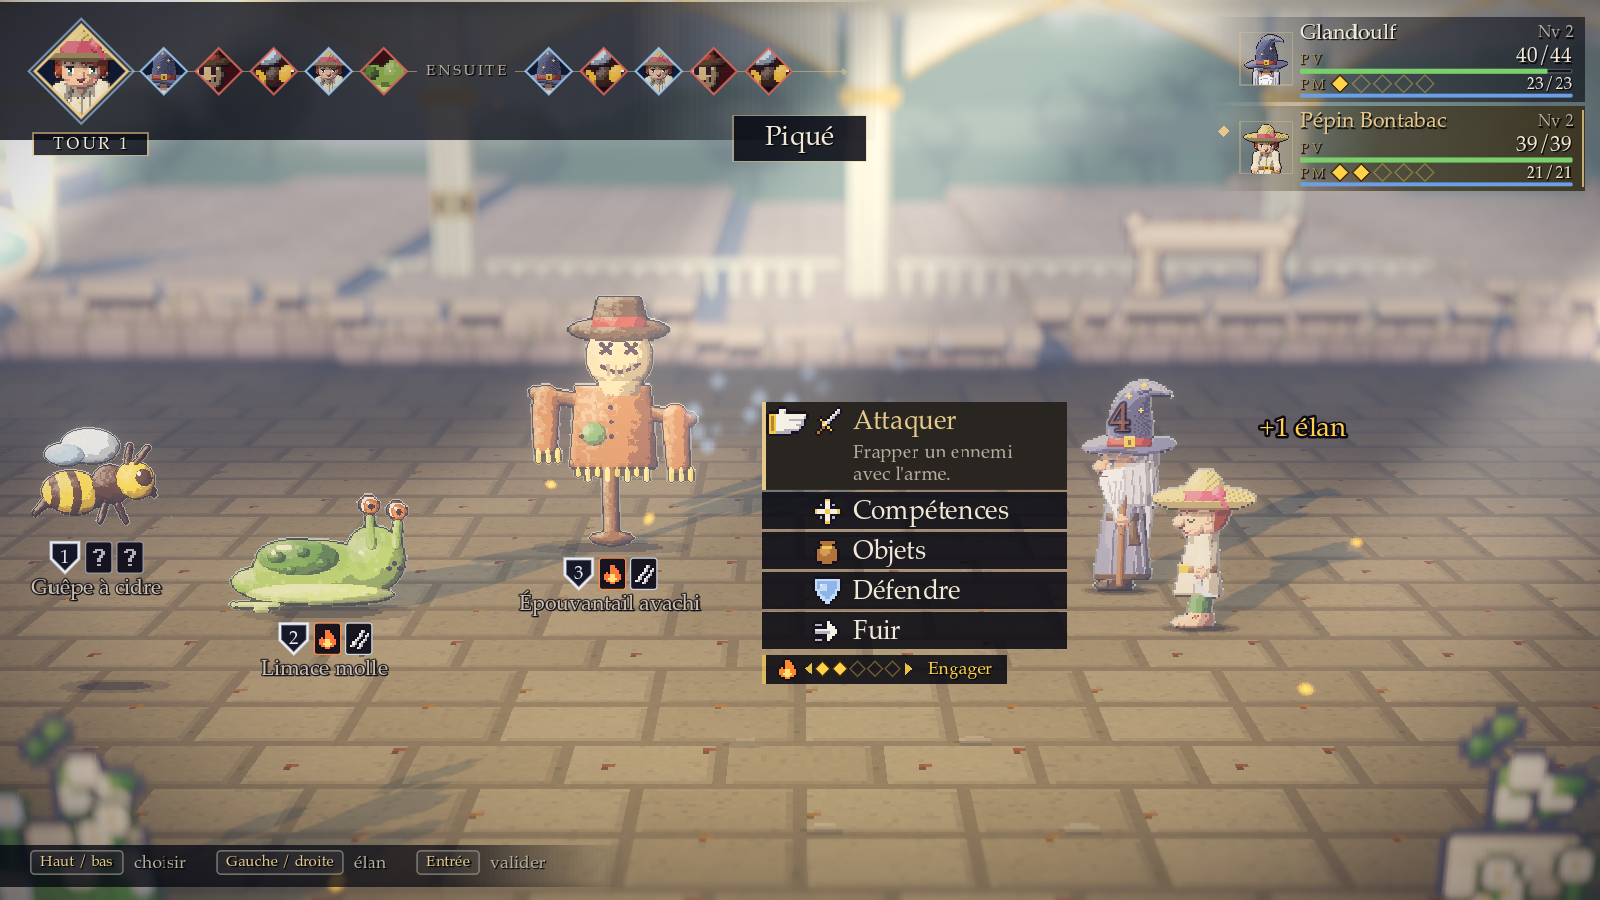 ENSUITE
TOUR 1
Piqué
Glandoulf
Nv 2
PV
40/44
PM
23/23
Pépin Bontabac
Nv 2
PV
39/39
PM
21/21
4
+1 élan
Attaquer
Frapper un ennemi
avec l'arme.
Compétences
Objets
Défendre
Fuir
Engager
1 ? ?
Guêpe à cidre
2
Limace molle
3
Épouvantail avachi
Haut / bas choisir Gauche / droite élan Entrée valider